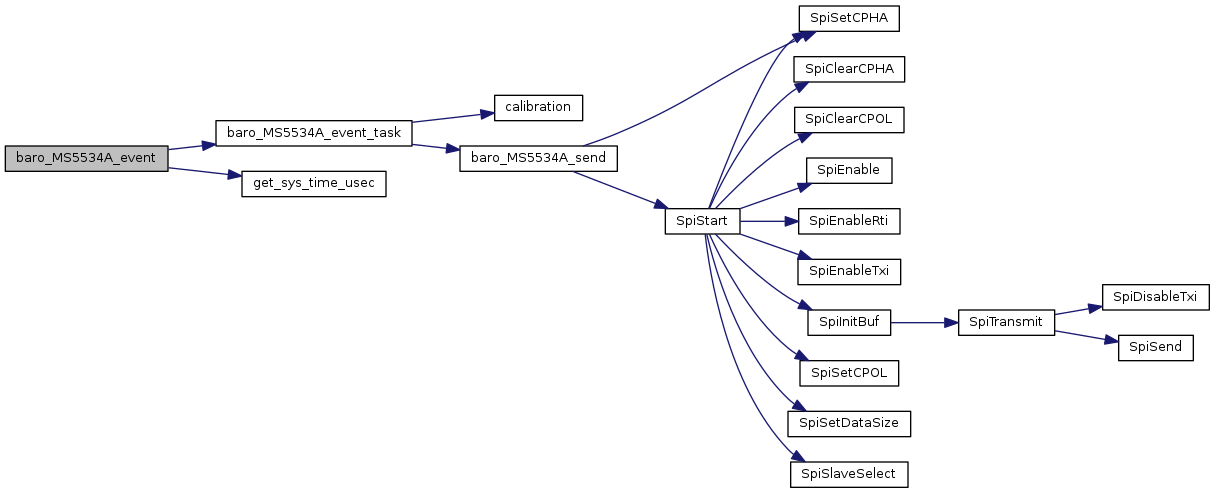 baro_MS5534A_event
baro_MS5534A_event_task
get_sys_time_usec
calibration
baro_MS5534A_send
SpiStart
SpiSetCPHA
SpiClearCPHA
SpiClearCPOL
SpiEnable
SpiEnableRti
SpiEnableTxi
SpiInitBuf
SpiSetCPOL
SpiSetDataSize
SpiSlaveSelect
SpiTransmit
SpiDisableTxi
SpiSend